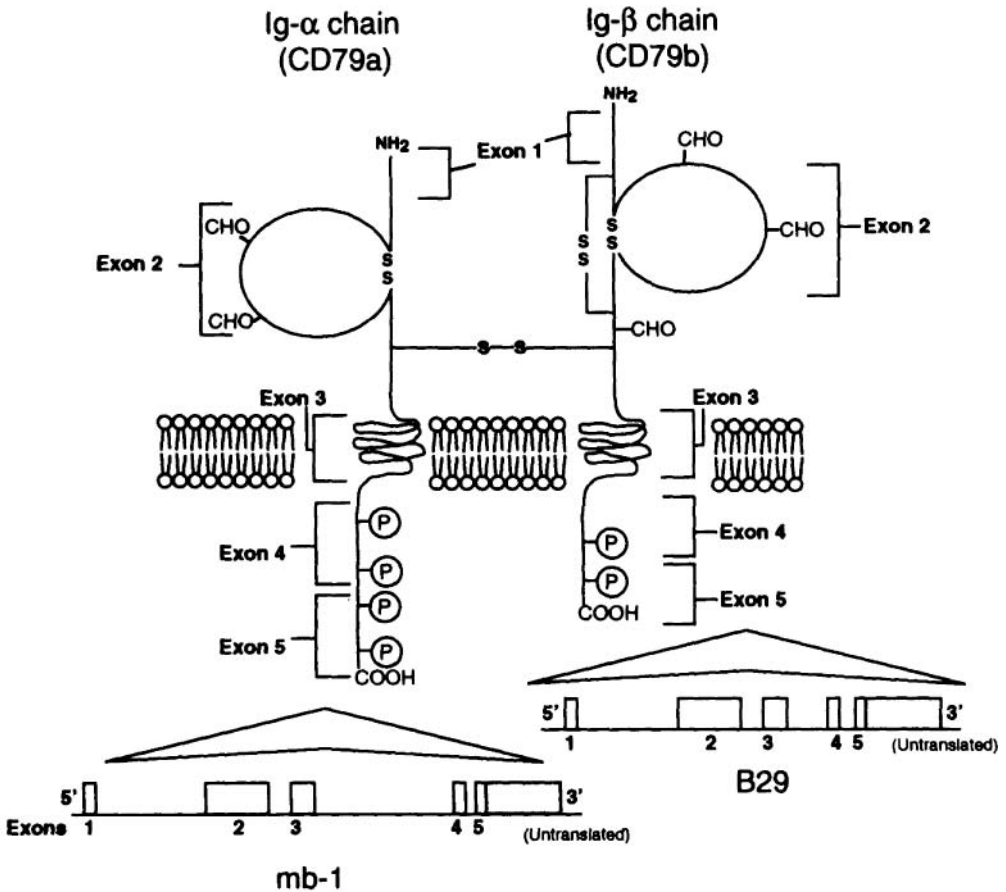 Ig-α chain
(CD79a)
Ig-β chain
(CD79b)
NH2
NH2
Exon 1
CHO
CHO
Exon 2
CHO
S
S
S
S
S
S
CHO
Exon 2
CHO
S S
Exon 3
Exon 3
P
Exon 4
P
P
Exon 5
P
COOH
P
Exon 4
P
COOH
Exon 5
5' 3'
1 2 3 4 5 (Untranslated)
B29
5' 3'
Exons 1 2 3 4 5 (Untranslated)
mb-1